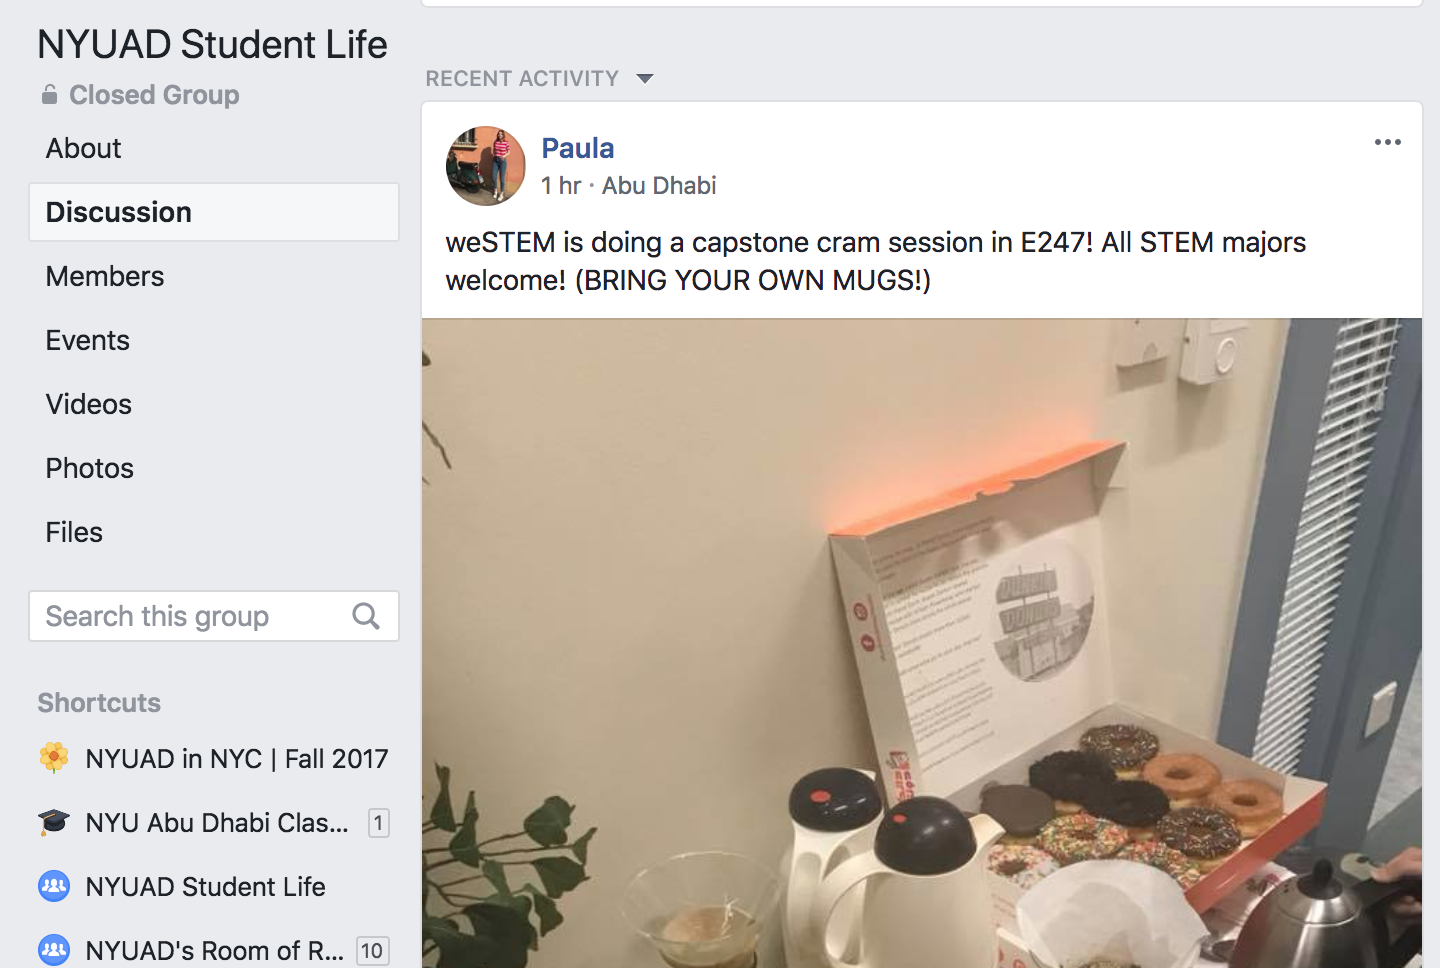 NYUAD Student Life
Closed Group
About
Discussion
Members
Events
Videos
Photos
Files
Search this group
Shortcuts
NYUAD in NYC | Fall 2017
NYU Abu Dhabi Clas... 1
NYUAD Student Life
NYUAD's Room of R... 10
RECENT ACTIVITY
Paula
1 hr · Abu Dhabi
weSTEM is doing a capstone cram session in E247! All STEM majors
welcome! (BRING YOUR OWN MUGS!)
DUNKIN
DONUTS